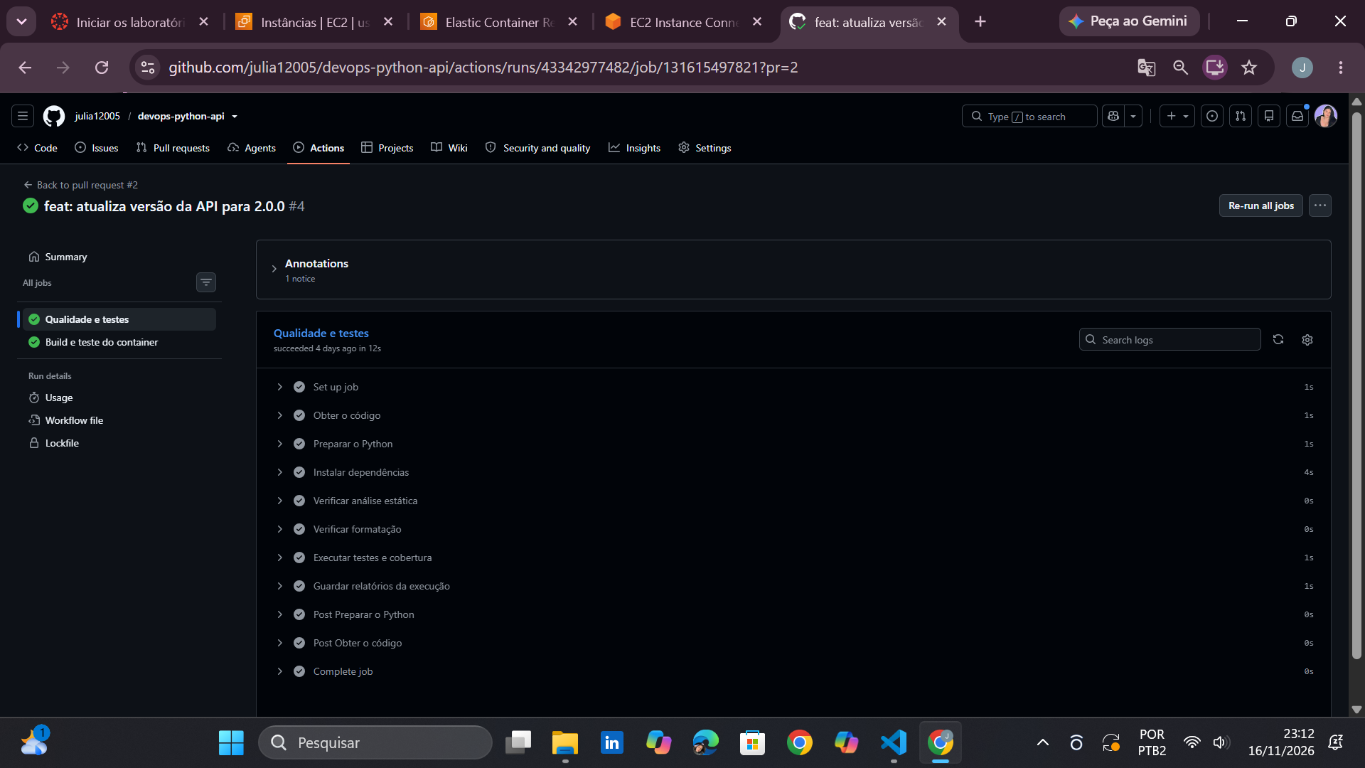 Iniciar os laboratóri
Instâncias | EC2 | us
Elastic Container Re
EC2 Instance Conn
feat: atualiza versão
Peça ao Gemini
github.com/julia12005/devops-python-api/actions/runs/43342977482/job/131615497821?pr=2
J
julia12005 / devops-python-api
Type / to search
Code
Issues
Pull requests
Agents
Actions
Projects
Wiki
Security and quality
Insights
Settings
Back to pull request #2
feat: atualiza versão da API para 2.0.0 #4
Re-run all jobs
Summary
All jobs
Qualidade e testes
Build e teste do container
Run details
Usage
Workflow file
Lockfile
Annotations
1 notice
Qualidade e testes
succeeded 4 days ago in 12s
Search logs
Set up job 1s
Obter o código 1s
Preparar o Python 1s
Instalar dependências 4s
Verificar análise estática 0s
Verificar formatação 0s
Executar testes e cobertura 1s
Guardar relatórios da execução 1s
Post Preparar o Python 0s
Post Obter o código 0s
Complete job 0s
1
Pesquisar
in
POR
PTB2
23:12
16/11/2026